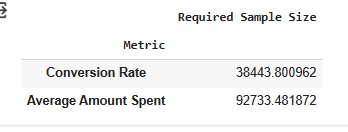 Required Sample Size
Metric
Conversion Rate 38443.800962
Average Amount Spent 92733.481872